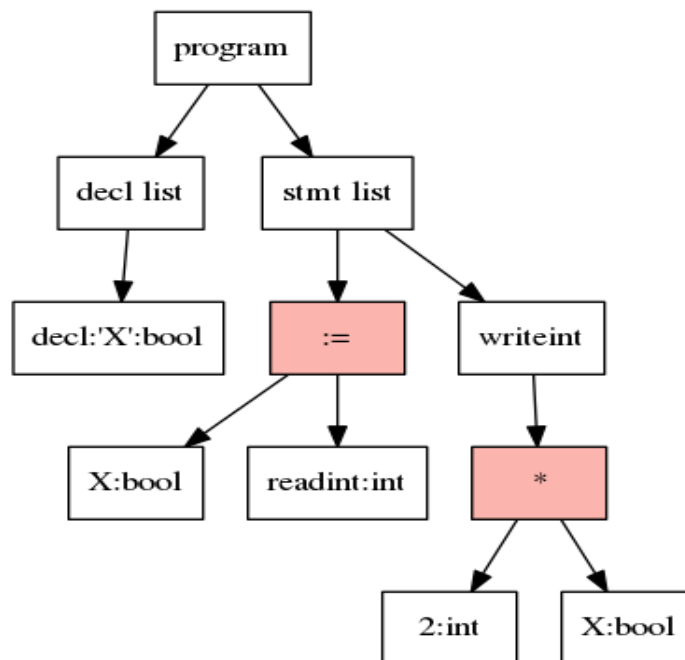 program
decl list
stmt list
decl:'X':bool
:=
writeint
X:bool
readint:int
*
2:int
X:bool